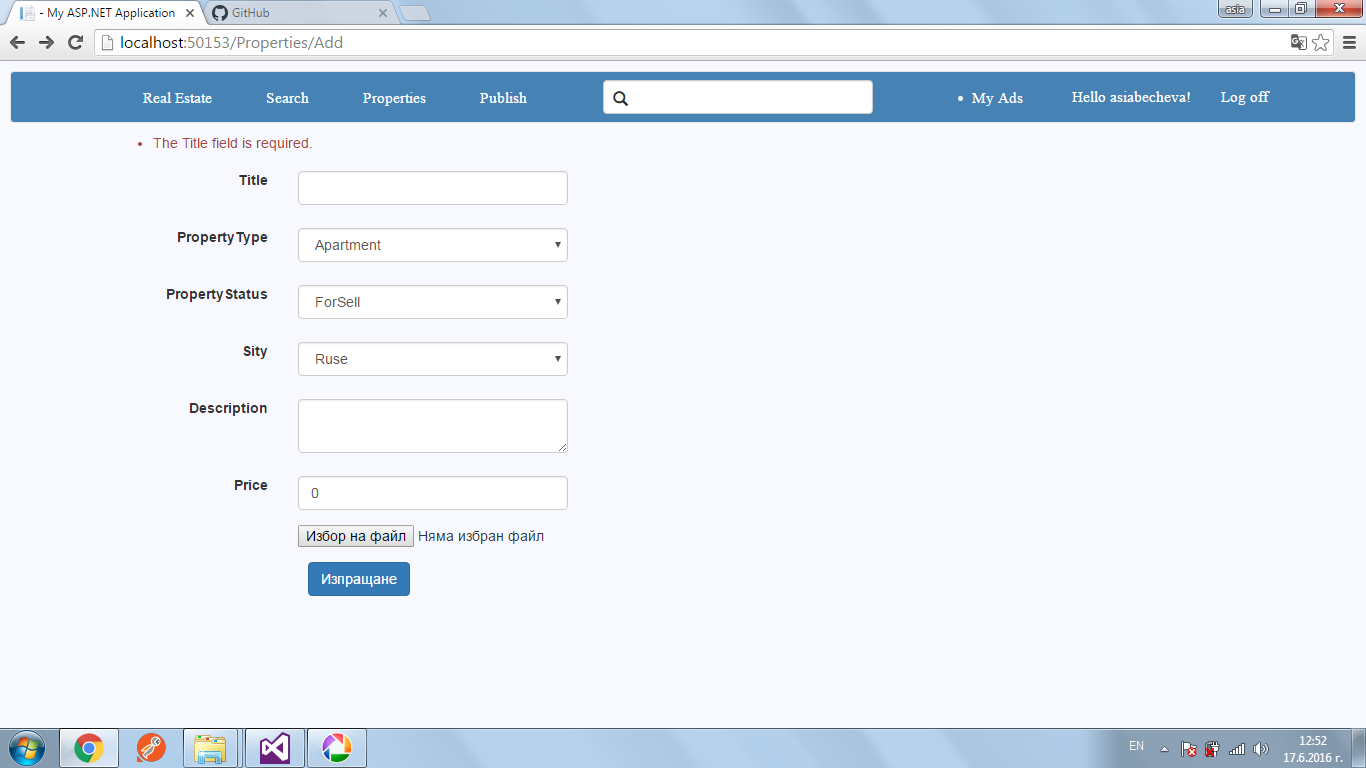 - My ASP.NET Application
GitHub
asia
localhost:50153/Properties/Add
Real Estate Search Properties Publish
• My Ads Hello asiabecheva! Log off
• The Title field is required.
Title
PropertyType Apartment
PropertyStatus ForSell
Sity Ruse
Description
Price 0
Избор на файл Няма избран файл
Изпращане
EN
12:52
17.6.2016 г.